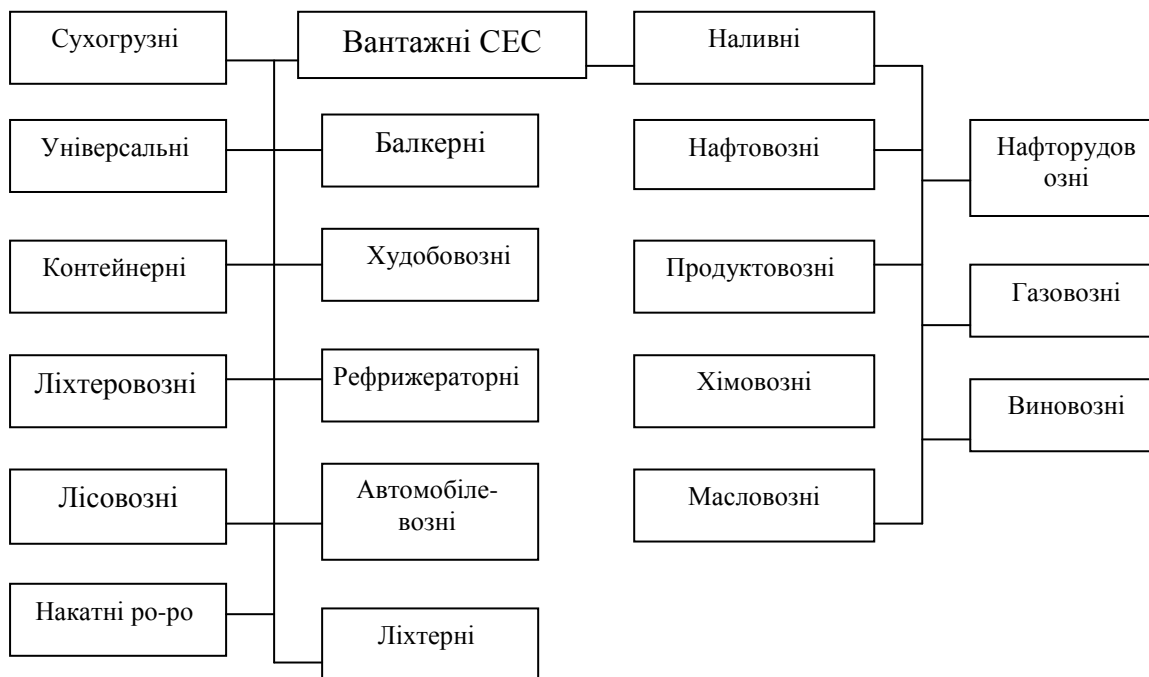 Сухогрузні
Вантажні СЕС
Наливні
Універсальні
Балкерні
Нафтовозні
Нафторудов
озні
Контейнерні
Худобовозні
Продуктовозні
Газовозні
Ліхтеровозні
Рефрижераторні
Хімовозні
Виновозні
Лісовозні
Автомобіле-
возні
Масловозні
Накатні ро-ро
Ліхтерні